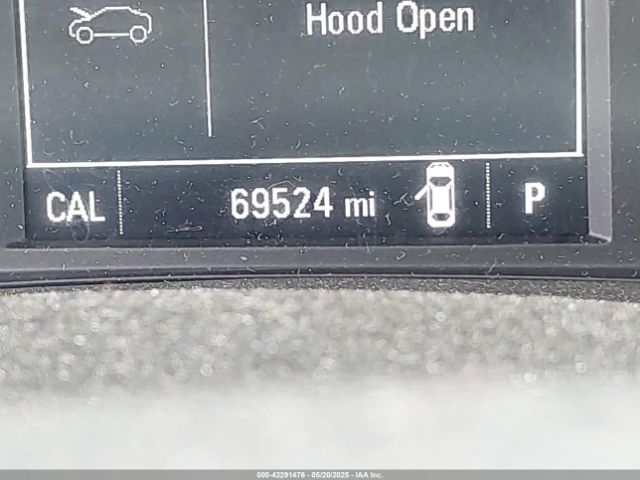 Hood Open
CAL 69524 mi P
000-42291476 - 05/20/2025 - IAA Inc.